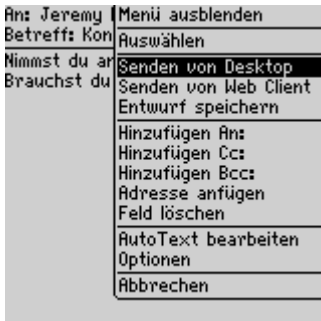 An: Jeremy
Betreff: Kon
Nimmst du ar
Brauchst du
Menü ausblenden
Auswählen
Senden von Desktop
Senden von Web Client
Entwurf speichern
Hinzufügen An:
Hinzufügen Cc:
Hinzufügen Bcc:
Adresse anfügen
Feld löschen
AutoText bearbeiten
Optionen
Abbrechen